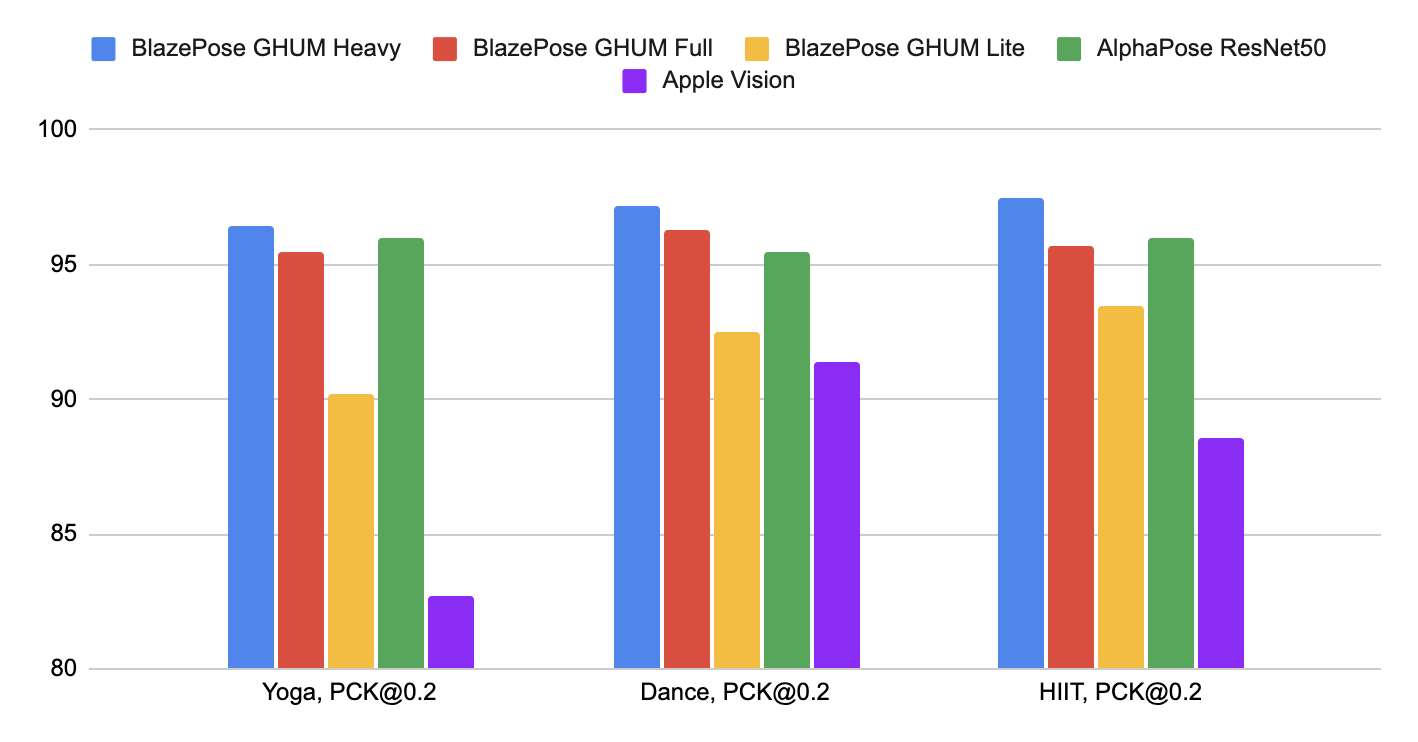 BlazePose GHUM Heavy BlazePose GHUM Full BlazePose GHUM Lite AlphaPose ResNet50
Apple Vision
100
95
90
85
80
Yoga, PCK@0.2 Dance, PCK@0.2 HIIT, PCK@0.2